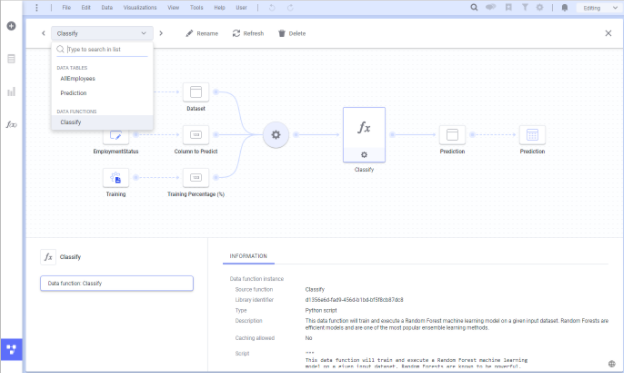 File Edit Data Visualizations View Tools Help User Editing
Classify Rename Refresh Delete
Type to search in list
DATA TABLES
AllEmployees
Prediction
DATA FUNCTIONS
Classify
Dataset
EmploymentStatus Column to Predict
Training Training Percentage (%)
fx
Classify
Prediction Prediction
fx Classify
Data function: Classify
INFORMATION
Data function instance
Source function Classify
Library identifier
Type Python script
Description This data function will train and execute a Random Forest machine learning model on a given input dataset. Random Forests are
efficient models and are one of the most popular ensemble learning methods.
Caching allowed No
Script """
This data function will train and execute a Random Forest machine learning
model on a given input dataset. Random Forests are known to be powerful,